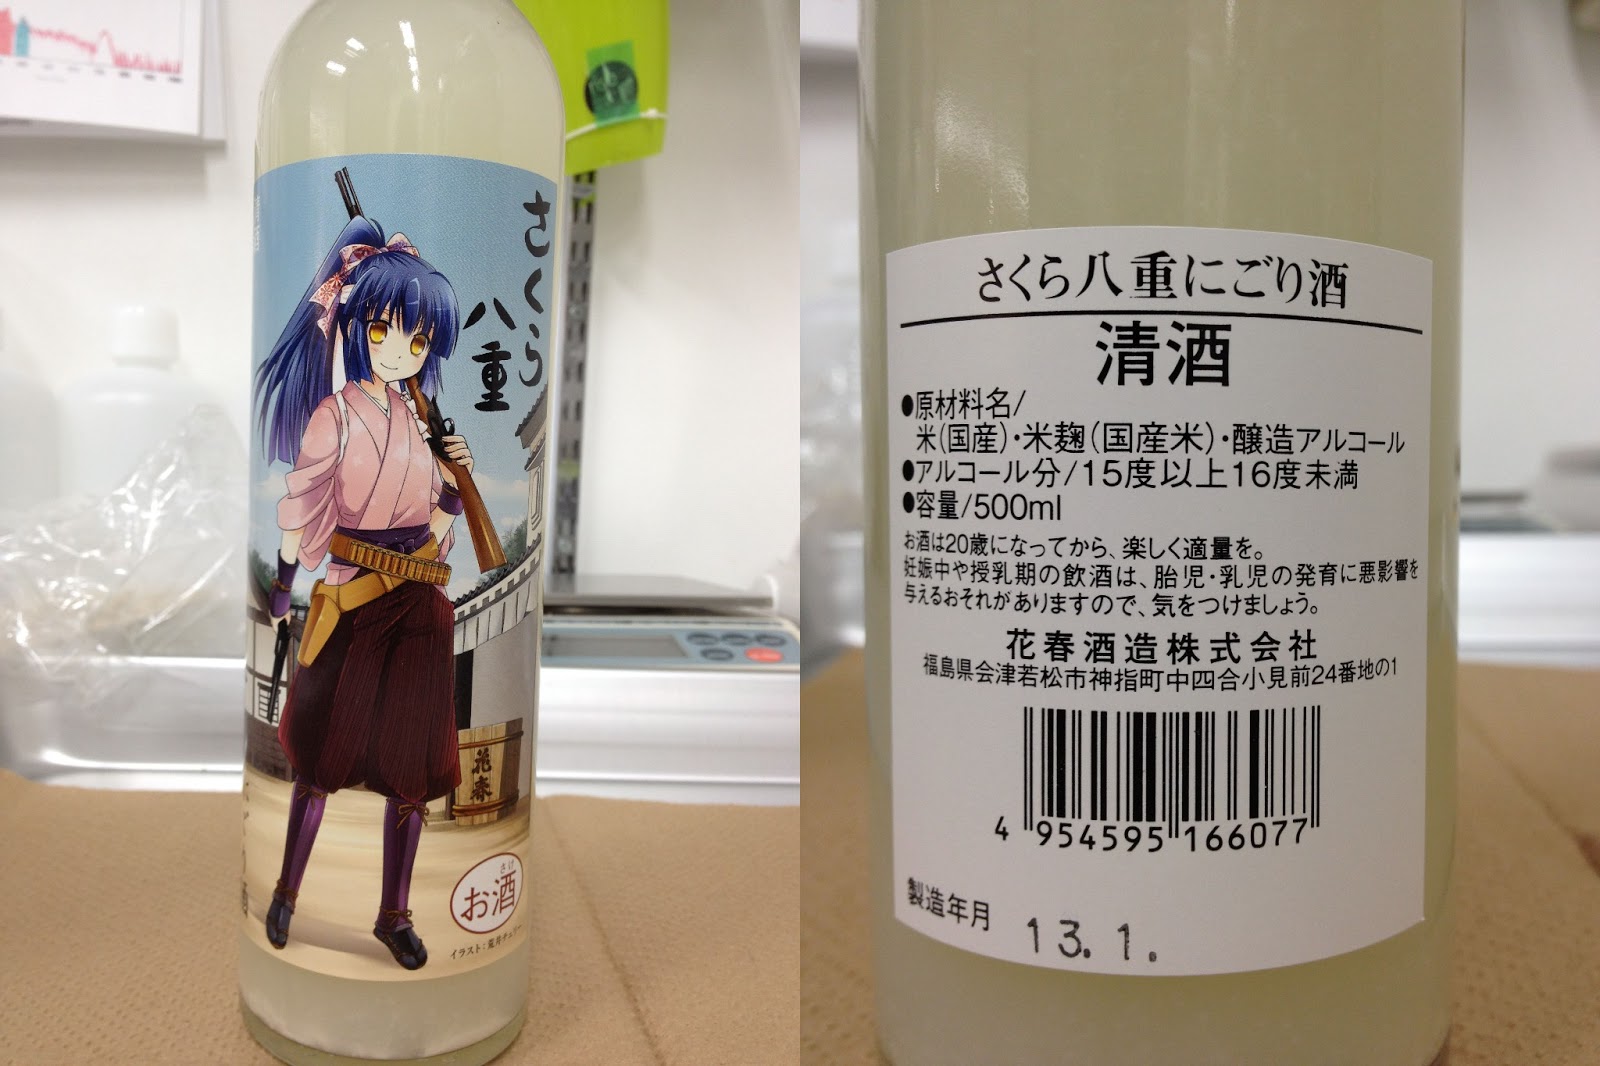 さくら
八重
花春
さけ
お酒
さくら八重にごり酒
清酒
●原材料名/
米(国産)・米麹(国産米)・醸造アルコール
●アルコール分/15度以上16度未満
●容量/500ml
お酒は20歳になってから、楽しく適量を。
妊娠中や授乳期の飲酒は、胎児・乳児の発育に悪影響を
与えるおそれがありますので、気をつけましょう。
花春酒造株式会社
福島県会津若松市神指町中四合小見前24番地の1
4 954595 166077
製造年月 13.1.